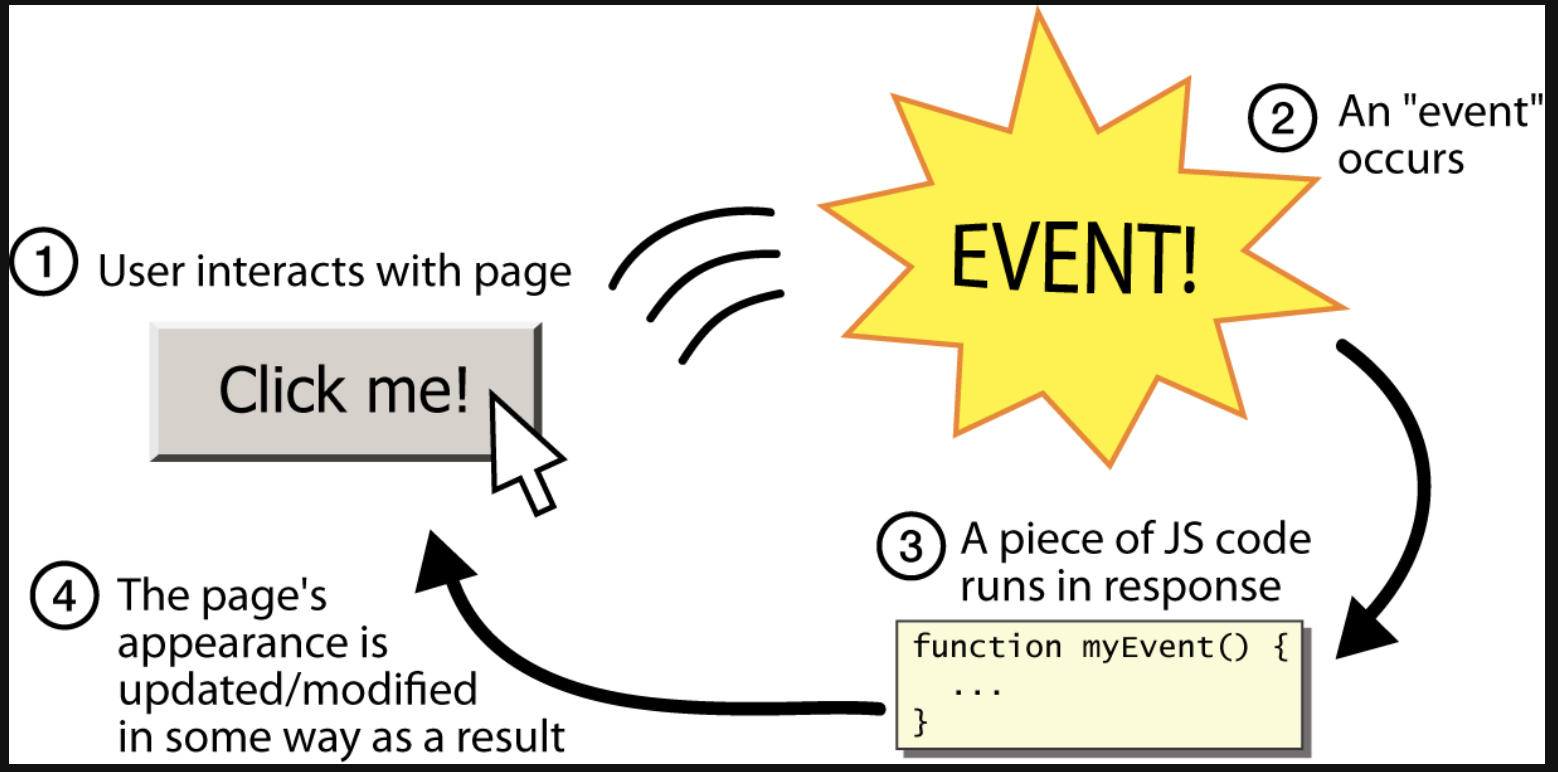 1 User interacts with page
Click me!
EVENT!
2 An "event"
occurs
3 A piece of JS code
runs in response
function myEvent() {
...
}
4 The page's
appearance is
updated/modified
in some way as a result